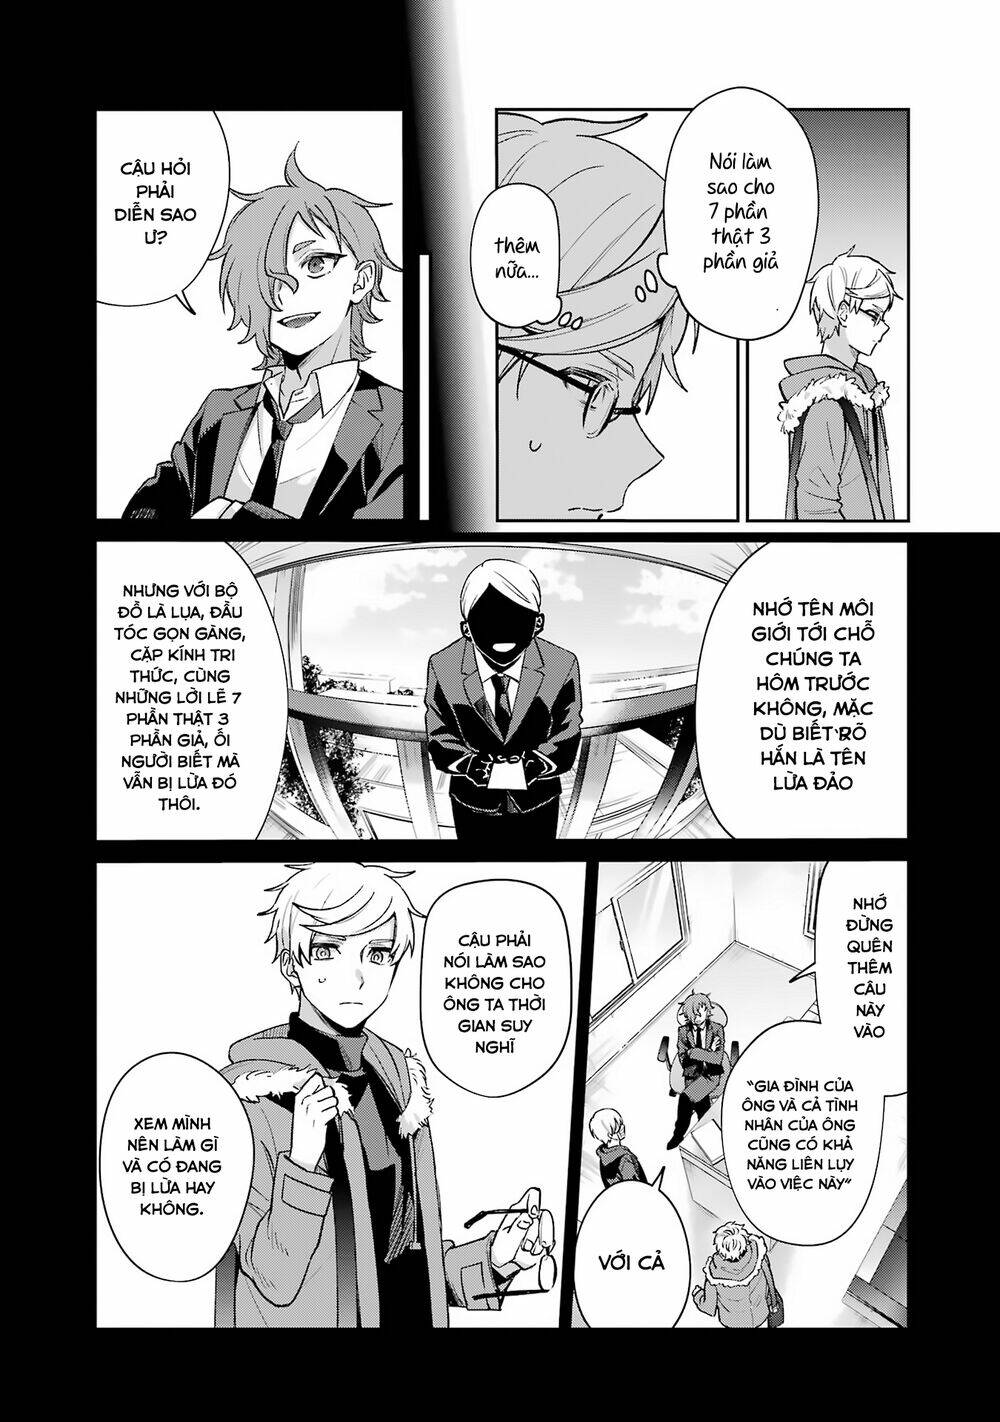 Nói làm
sao cho
7 phần
thật 3
phần giả
thêm
nữa...
CẬU HỎI
PHẢI
DIỄN SAO
Ư?
NHỚ TÊN MÔI
GIỚI TỚI CHỖ
CHÚNG TA
HÔM TRƯỚC
KHÔNG, MẶC
DÙ BIẾT RÕ
HẮN LÀ TÊN
LỪA ĐẢO
NHƯNG VỚI BỘ
ĐỒ LÀ LỤA, ĐẦU
TÓC GỌN GÀNG,
CẶP KÍNH TRI
THỨC, CÙNG
NHỮNG LỜI LẼ 7
PHẦN THẬT 3
PHẦN GIẢ, ỐI
NGƯỜI BIẾT MÀ
VẪN BỊ LỪA ĐÓ
THÔI.
NHỚ
ĐỪNG
QUÊN
THÊM
CÂU
NÀY
VÀO
"GIA ĐÌNH CỦA
ÔNG VÀ CẢ TÌNH
NHÂN CỦA ÔNG
CŨNG CÓ KHẢ
NĂNG LIÊN LỤY
VÀO VIỆC NÀY"
VỚI CẢ
CẬU PHẢI
NÓI LÀM SAO
KHÔNG CHO
ÔNG TA THỜI
GIAN SUY
NGHĨ
XEM MÌNH
NÊN LÀM GÌ
VÀ CÓ ĐANG
BỊ LỪA HAY
KHÔNG.